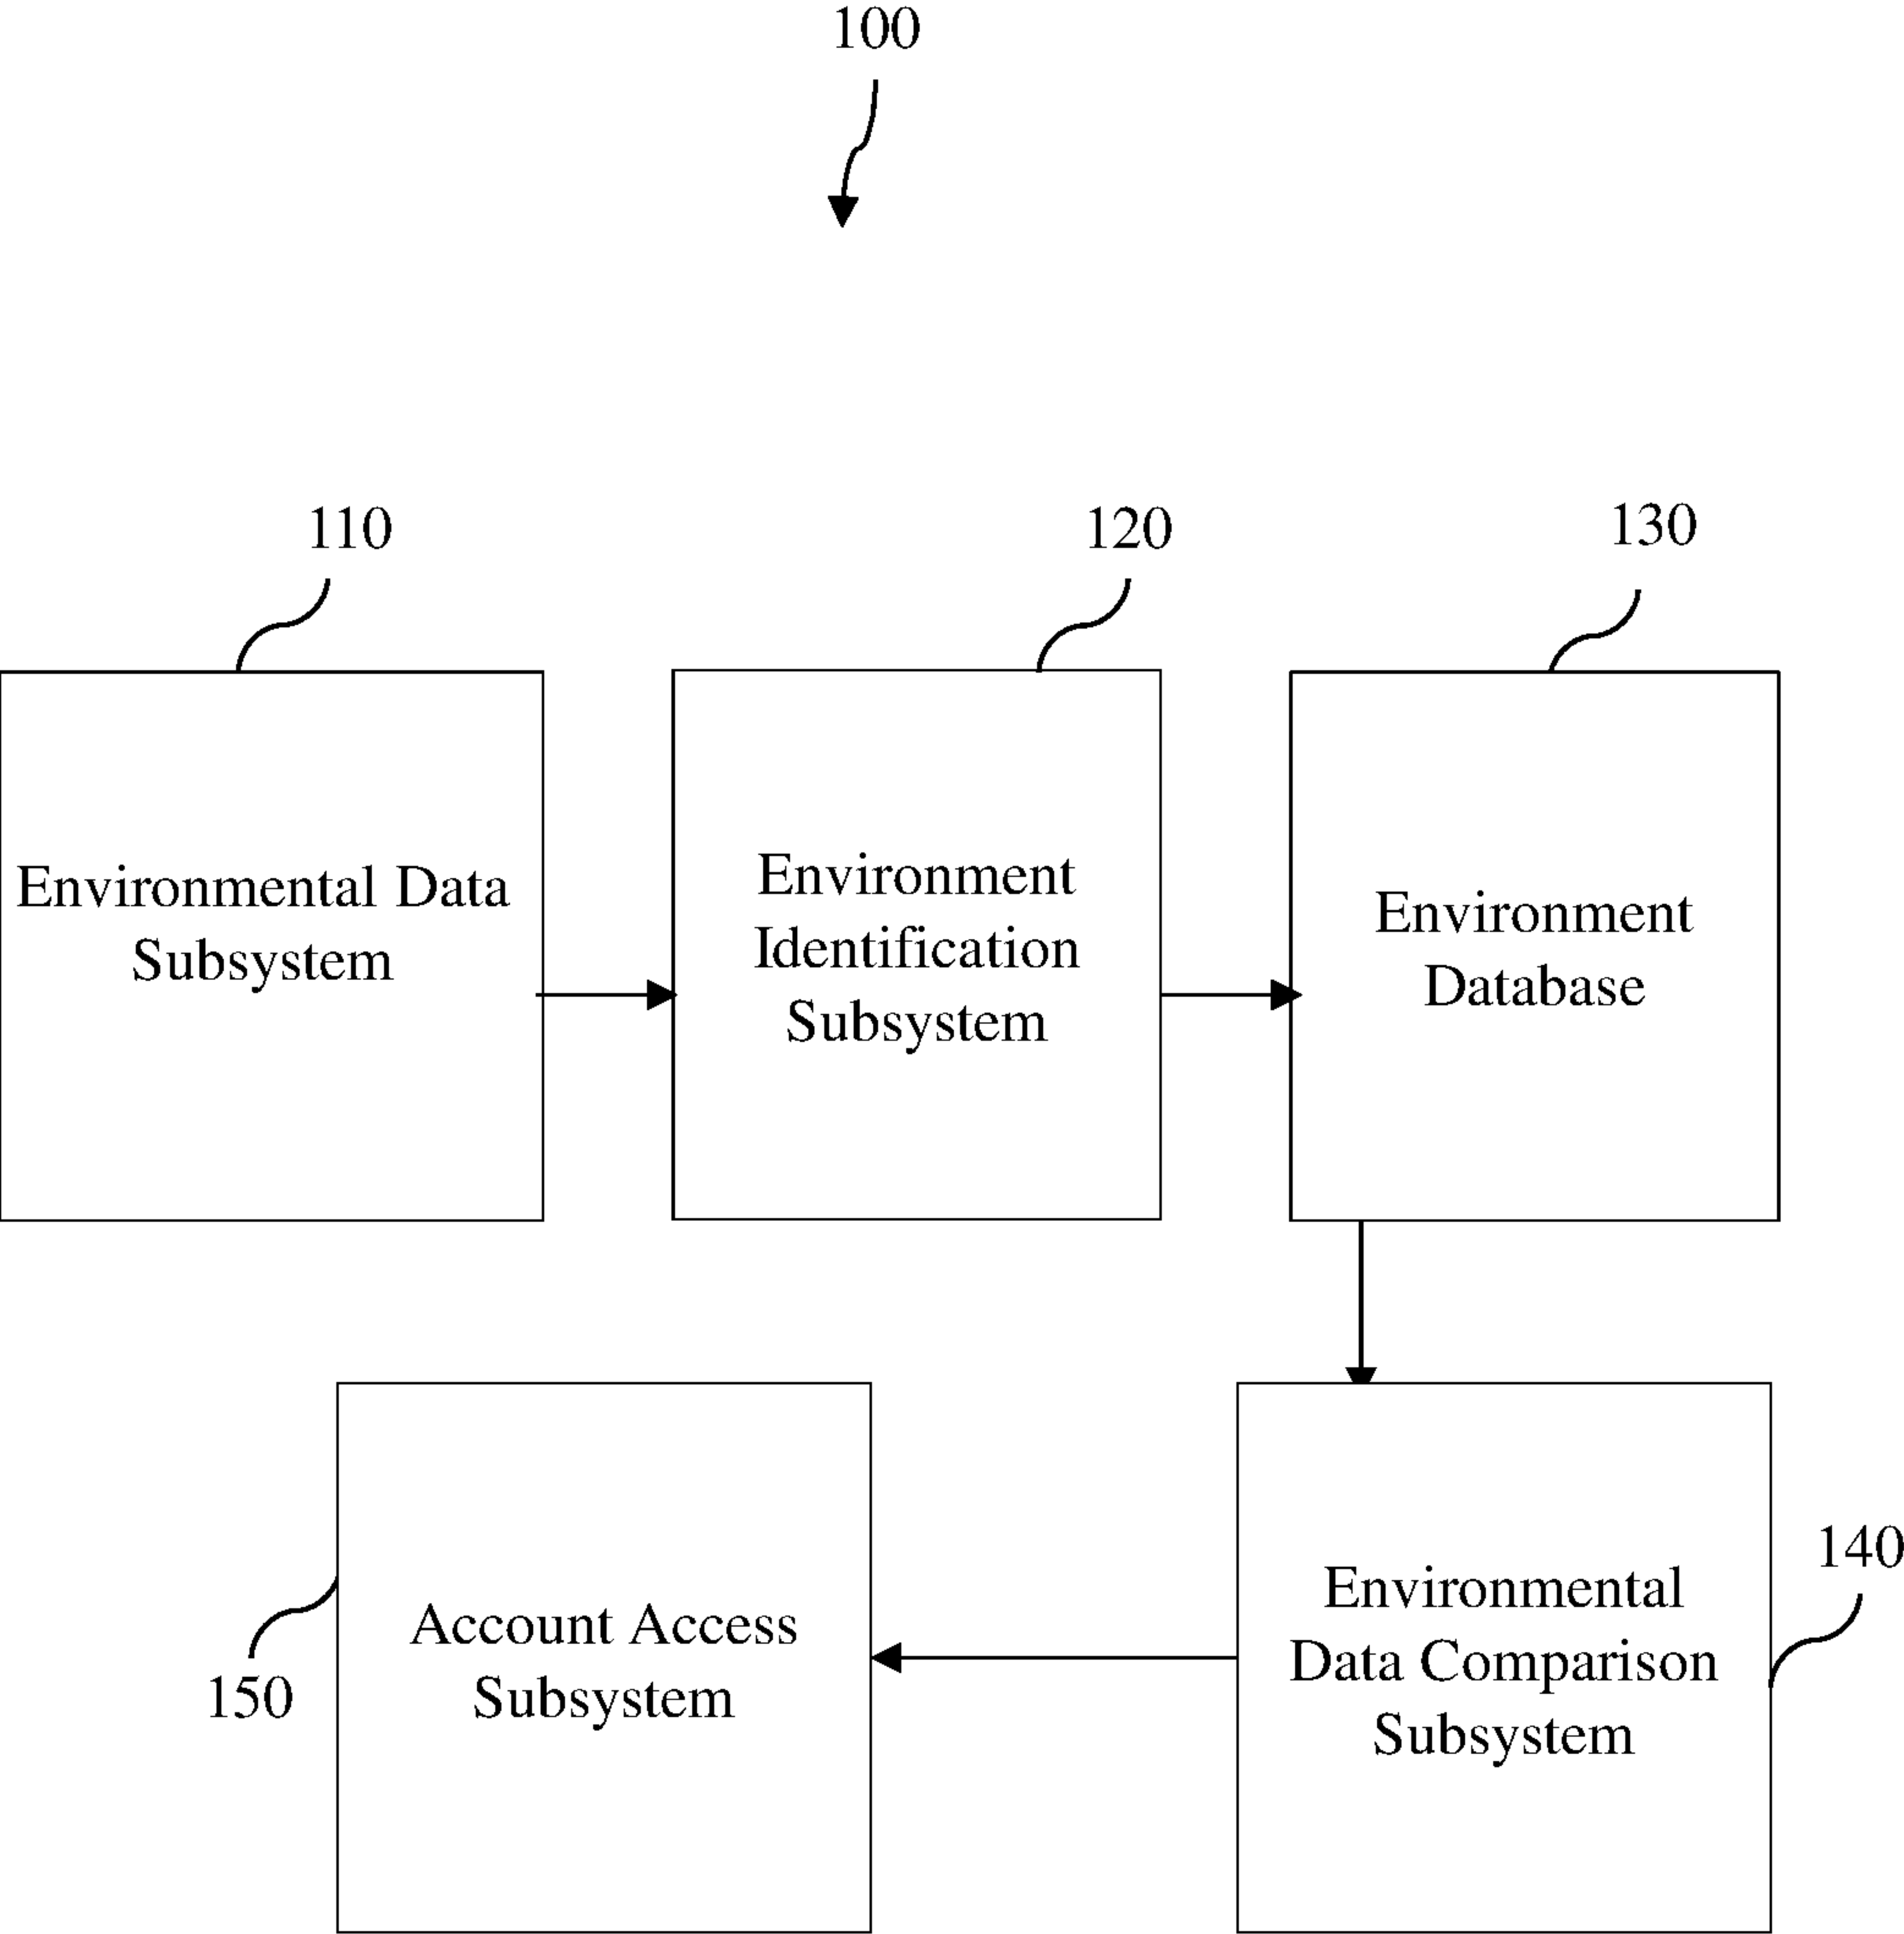 100
110
120
130
Environmental Data
Subsystem
Environment
Identification
Subsystem
Environment
Database
140
Environmental
Data Comparison
Subsystem
Account Access
Subsystem
150